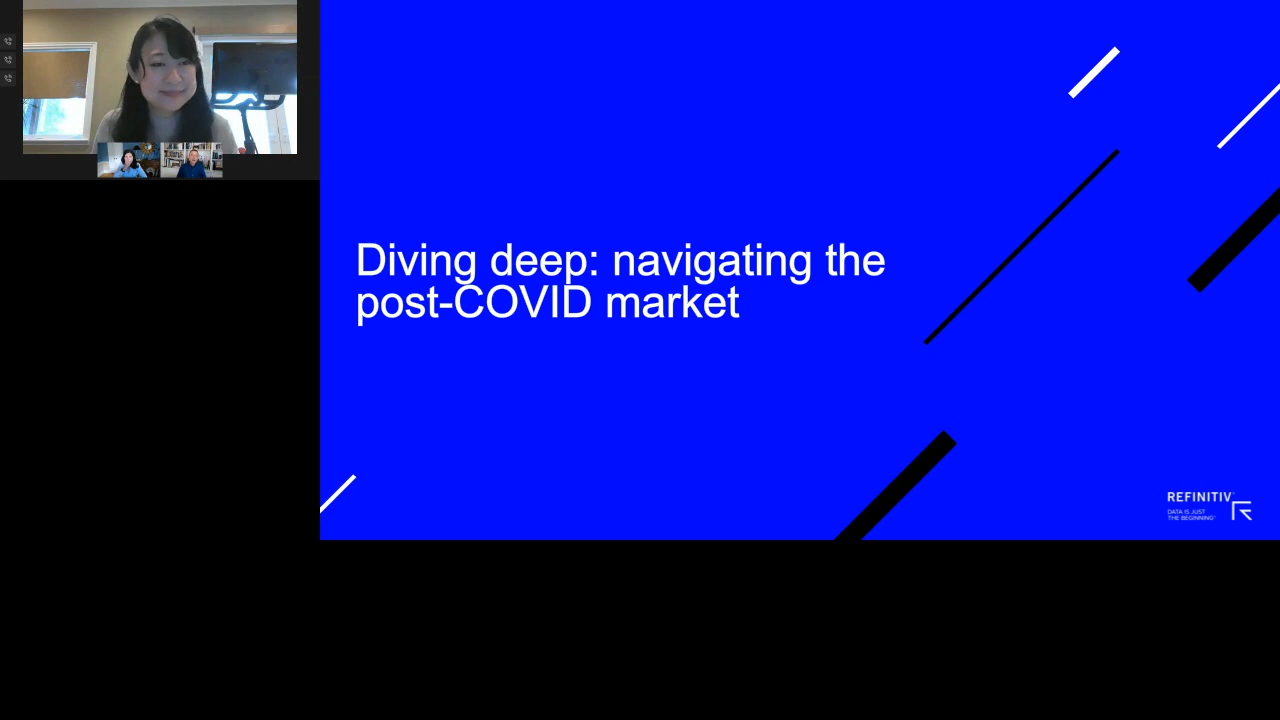 Diving deep: navigating the
post-COVID market
REFINITIV
DATA IS JUST
THE BEGINNING